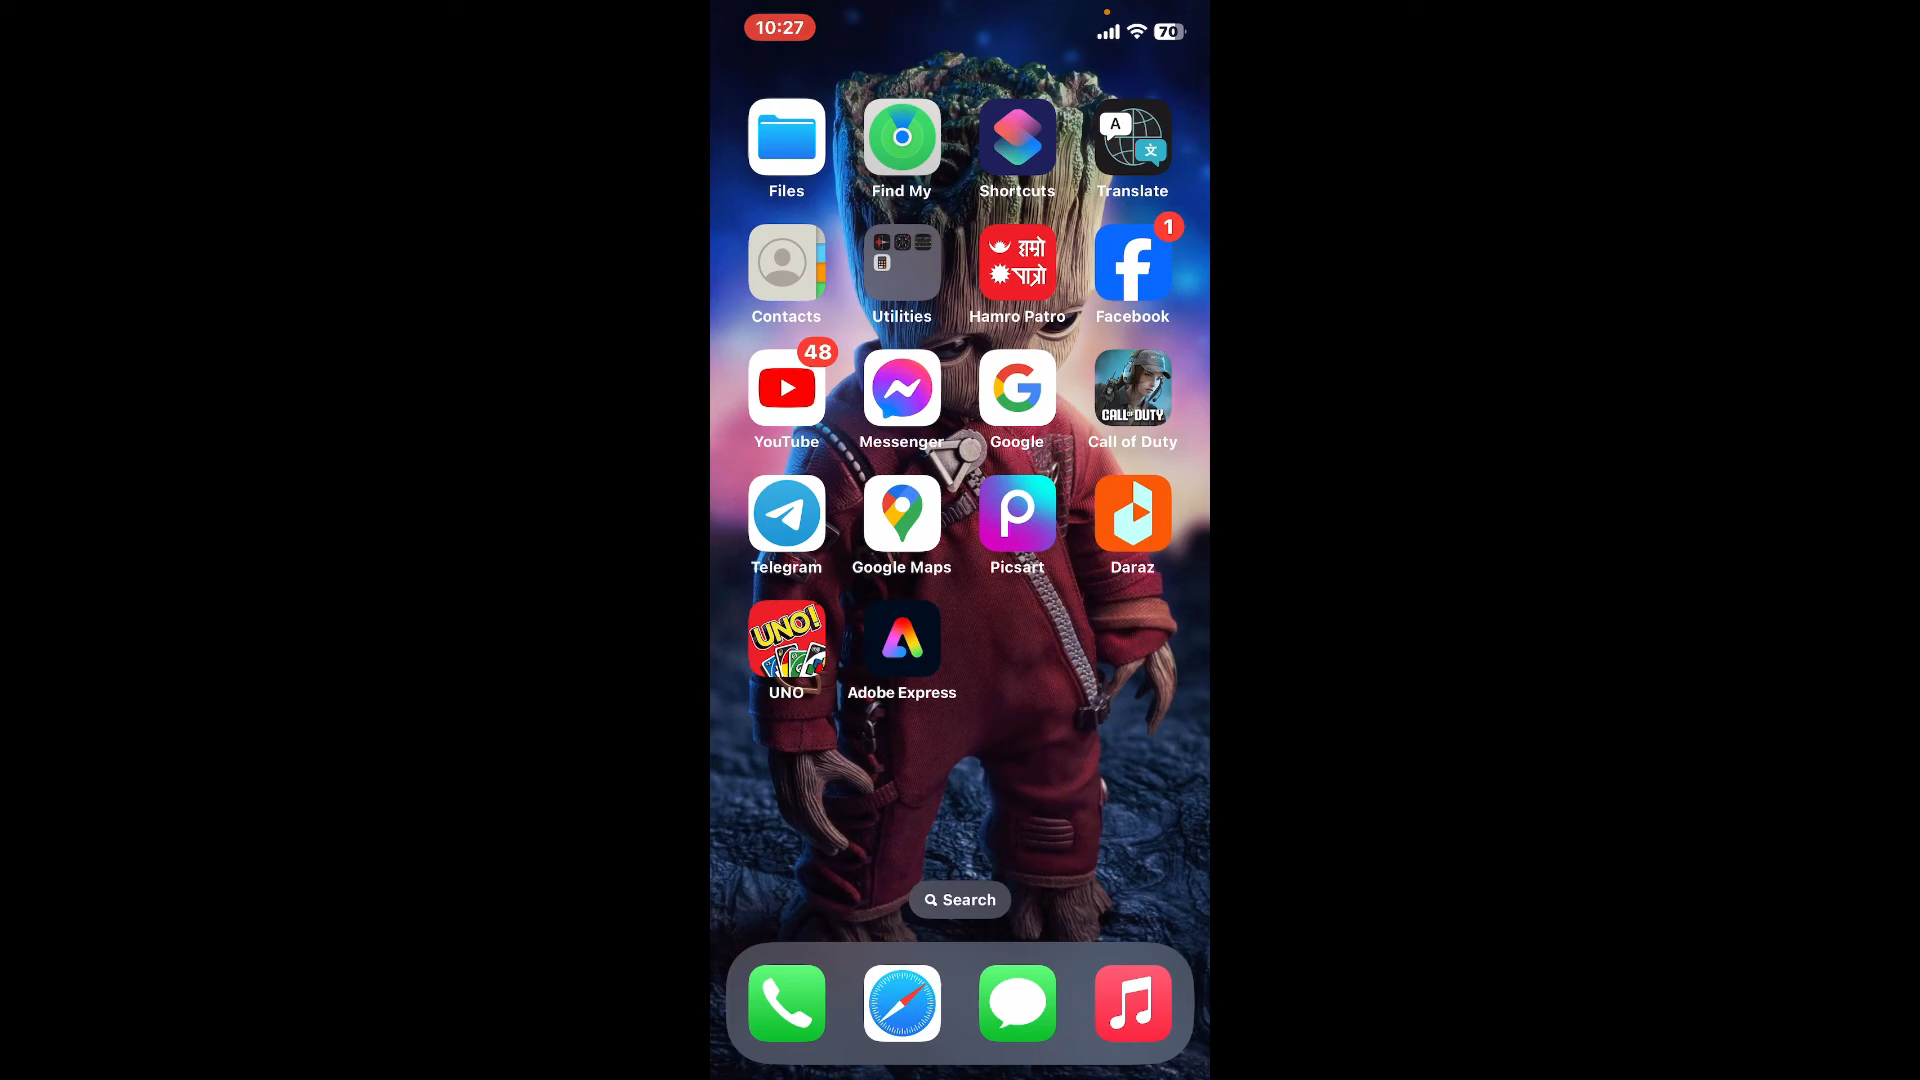 10:27
70
A
文
Files Find My Shortcuts Translate
हाम्रो
पात्रो
1
Contacts Utilities Hamro Patro Facebook
48
CALL OF DUTY
YouTube Messenger Google Call of Duty
Telegram Google Maps Picsart Daraz
UNO!
UNO Adobe Express
Search